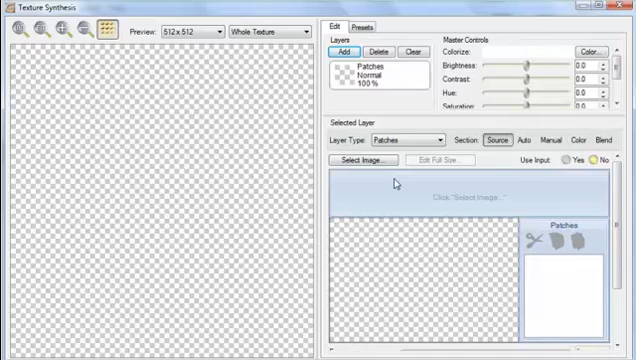 Texture Synthesis
Preview: 512 x 512 Whole Texture
Edit Presets
Layers
Add Delete Clear
Patches
Normal
100 %
Master Controls
Colorize: Color...
Brightness: 0.0
Contrast: 0.0
Hue: 0.0
Saturation: 0.0
Selected Layer
Layer Type: Patches Section: Source Auto Manual Color Blend
Select Image... Edit Full Size... Use Input: Yes No
Click "Select Image..."
Patches